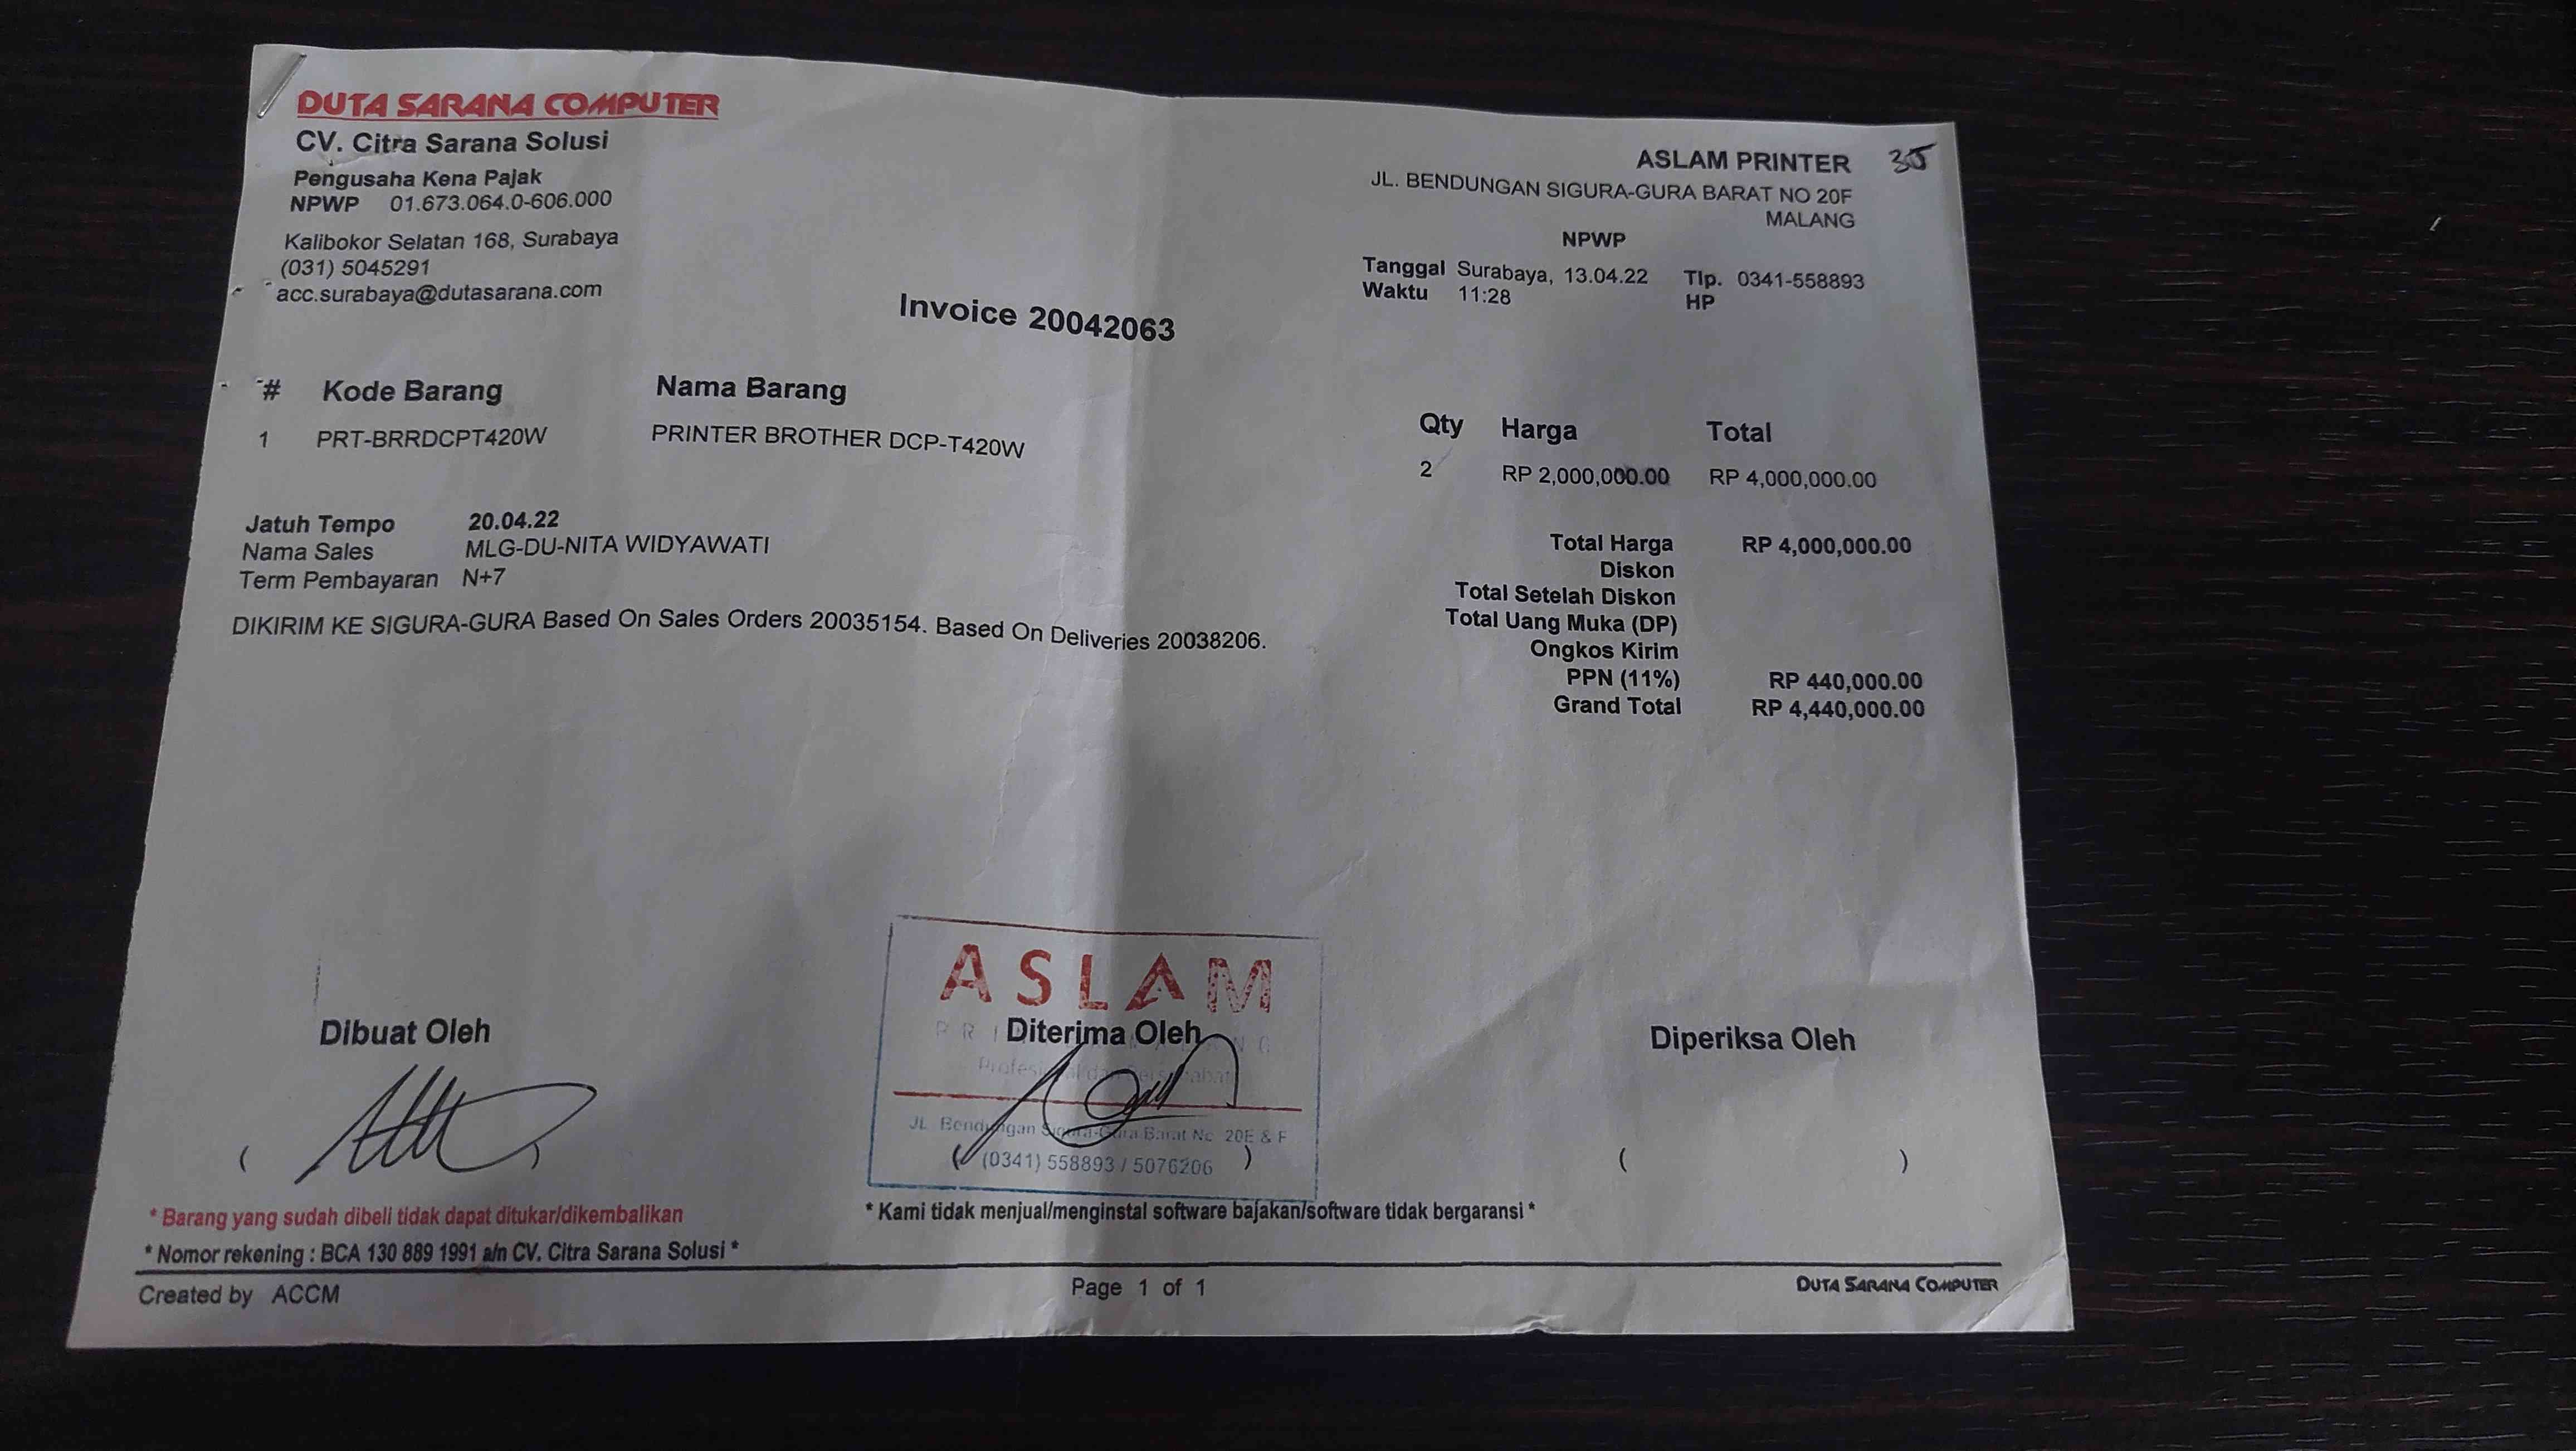 DUTA SARANA COMPUTER
CV. Citra Sarana Solusi
Pengusaha Kena Pajak
NPWP 01.673.064.0-606.000
Kalibokor Selatan 168, Surabaya
(031) 5045291
acc.surabaya@dutasarana.com
ASLAM PRINTER 35
JL. BENDUNGAN SIGURA-GURA BARAT NO 20F
MALANG
NPWP
Tanggal Surabaya, 13.04.22 Tlp. 0341-558893
Waktu 11:28 HP
Invoice 20042063
# Kode Barang Nama Barang Qty Harga Total
1 PRT-BRRDCPT420W PRINTER BROTHER DCP-T420W 2 RP 2,000,000.00 RP 4,000,000.00
Jatuh Tempo 20.04.22
Nama Sales MLG-DU-NITA WIDYAWATI
Term Pembayaran N+7
DIKIRIM KE SIGURA-GURA Based On Sales Orders 20035154. Based On Deliveries 20038206.
Total Harga RP 4,000,000.00
Diskon
Total Setelah Diskon
Total Uang Muka (DP)
Ongkos Kirim
PPN (11%) RP 440,000.00
Grand Total RP 4,440,000.00
ASLAM
Dibuat Oleh Diterima Oleh Diperiksa Oleh
JL. Bendungan Sigura-Gura Barat No. 20E & F
( ( (0341) 558893 / 5076206 ) ( )
* Barang yang sudah dibeli tidak dapat ditukar/dikembalikan
* Kami tidak menjual/menginstal software bajakan/software tidak bergaransi *
* Nomor rekening : BCA 130 889 1991 a/n CV. Citra Sarana Solusi *
Created by ACCM Page 1 of 1 DUTA SARANA COMPUTER